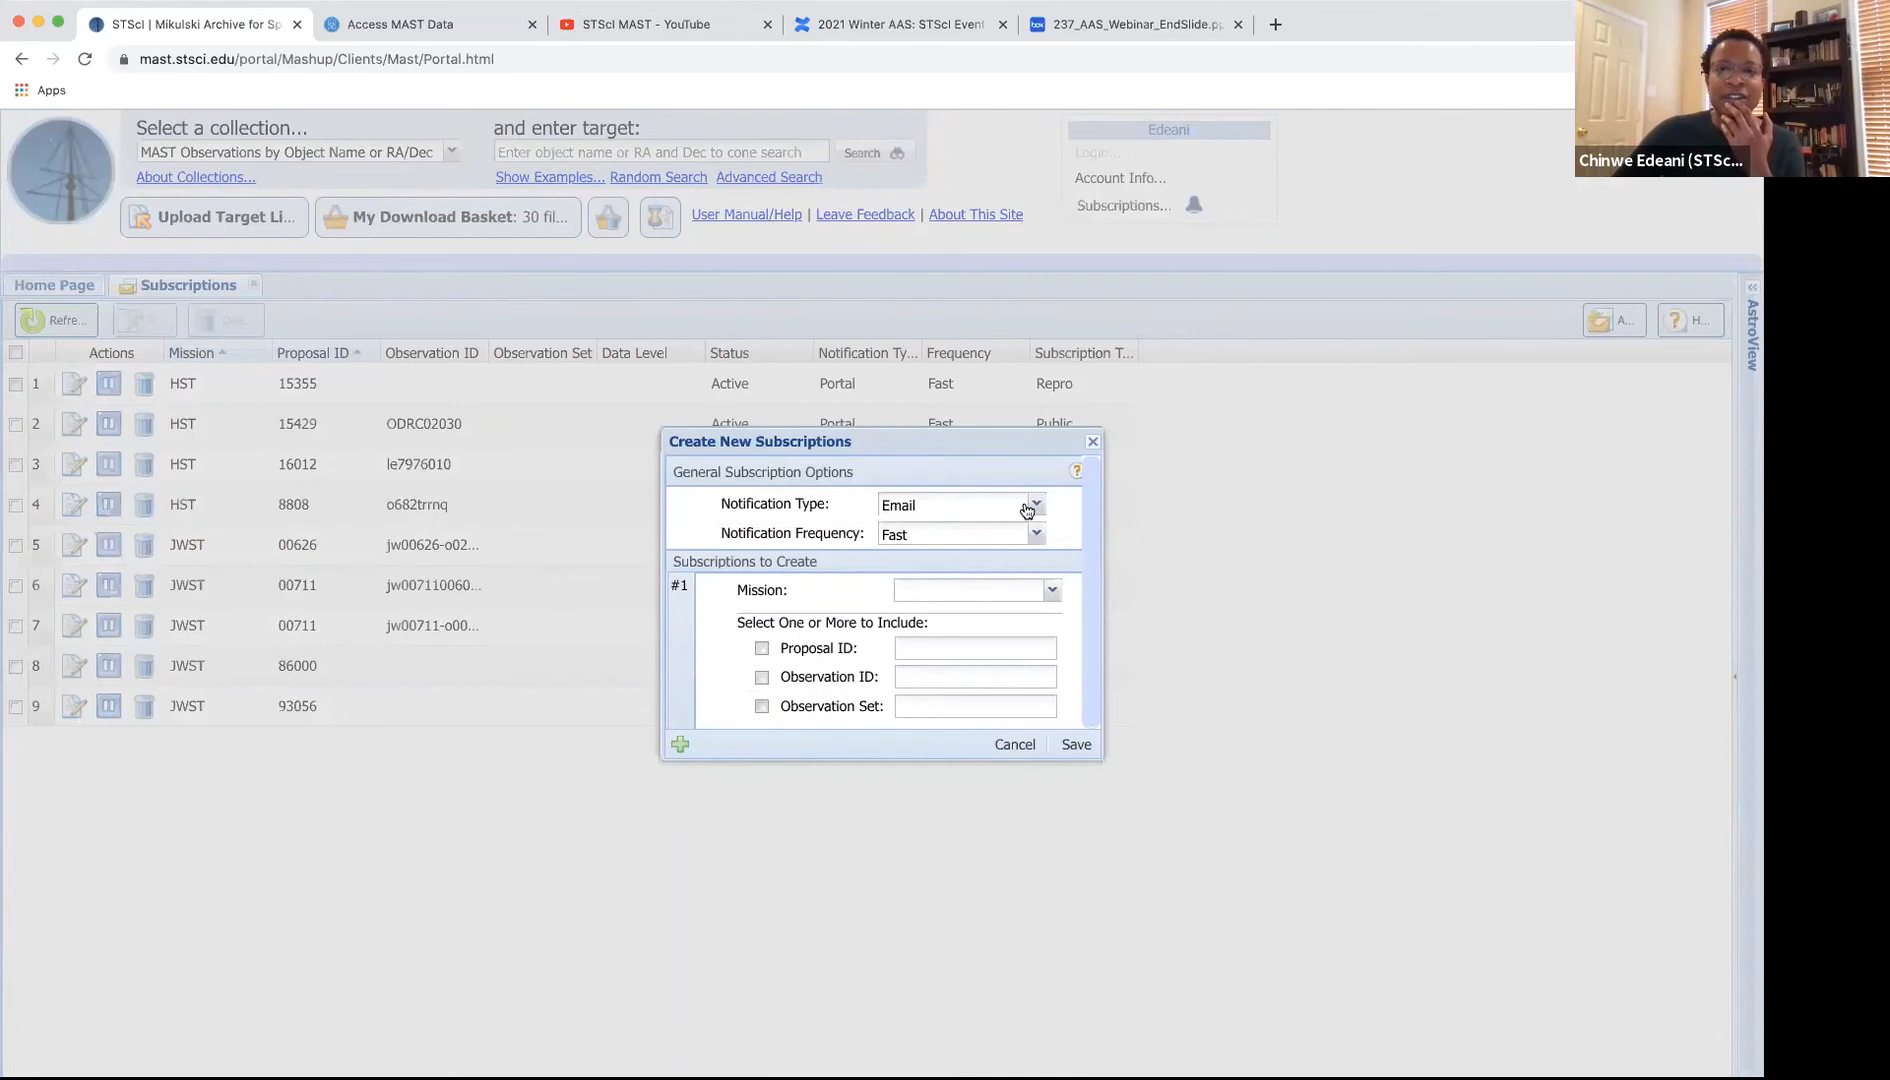 STScI | Mikulski Archive for Sp
Access MAST Data
STScI MAST - YouTube
2021 Winter AAS: STScI Event
237_AAS_Webinar_EndSlide.pp
mast.stsci.edu/portal/Mashup/Clients/Mast/Portal.html
Apps
Chinwe Edeani (STSc...
Select a collection...
and enter target:
MAST Observations by Object Name or RA/Dec
Enter object name or RA and Dec to cone search
Search
About Collections...
Show Examples... Random Search Advanced Search
Edeani
Login...
Account Info...
Subscriptions...
Upload Target Li...
My Download Basket: 30 fil...
User Manual/Help | Leave Feedback | About This Site
Home Page
Subscriptions
Refre...
A...
H...
AstroView
Actions Mission Proposal ID Observation ID Observation Set Data Level Status Notification Ty... Frequency Subscription T...
1 HST 15355 Active Portal Fast Repro
2 HST 15429 ODRC02030 Active Portal Fast Public
3 HST 16012 le7976010
4 HST 8808 o682trrnq
5 JWST 00626 jw00626-o02...
6 JWST 00711 jw007110060...
7 JWST 00711 jw00711-o00...
8 JWST 86000
9 JWST 93056
Create New Subscriptions
General Subscription Options
Notification Type: Email
Notification Frequency: Fast
Subscriptions to Create
#1
Mission:
Select One or More to Include:
Proposal ID:
Observation ID:
Observation Set:
Cancel
Save